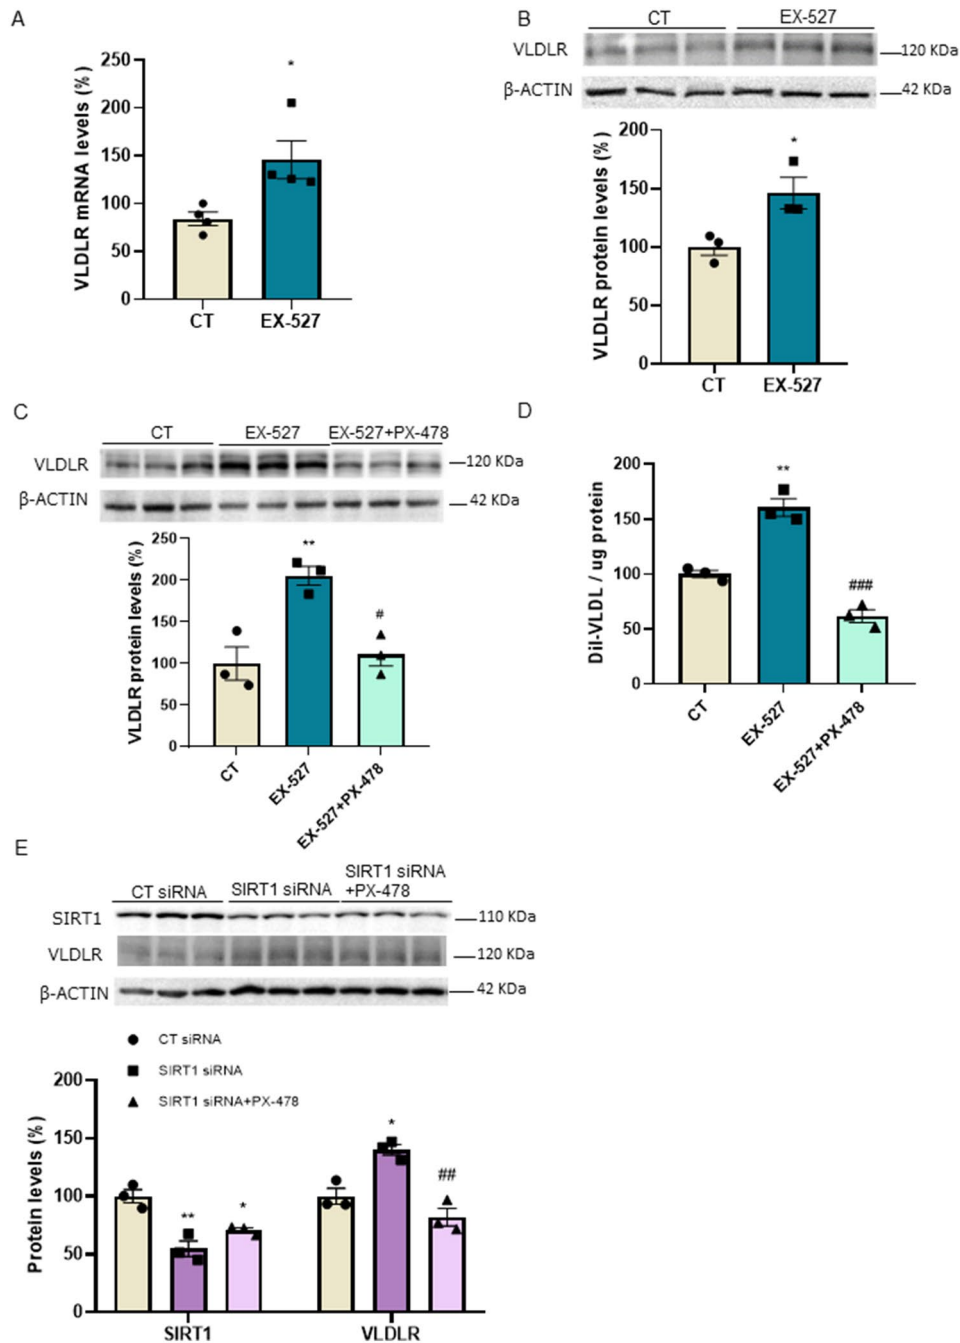 A
VLDLR mRNA levels (%)
250
200
150
100
50
0
*
CT
EX-527
B
CT
EX-527
VLDLR
120 KDa
β-ACTIN
42 KDa
VLDLR protein levels (%)
200
150
100
50
0
*
CT
EX-527
C
CT
EX-527
EX-527+PX-478
VLDLR
120 KDa
β-ACTIN
42 KDa
VLDLR protein levels (%)
250
200
150
100
50
0
**
#
CT
EX-527
EX-527+PX-478
D
Dil-VLDL / ug protein
200
150
100
50
0
**
###
CT
EX-527
EX-527+PX-478
E
CT siRNA
SIRT1 siRNA
SIRT1 siRNA
+PX-478
SIRT1
110 KDa
VLDLR
120 KDa
β-ACTIN
42 KDa
CT siRNA
SIRT1 siRNA
SIRT1 siRNA+PX-478
Protein levels (%)
200
150
100
50
0
**
*
*
##
SIRT1
VLDLR